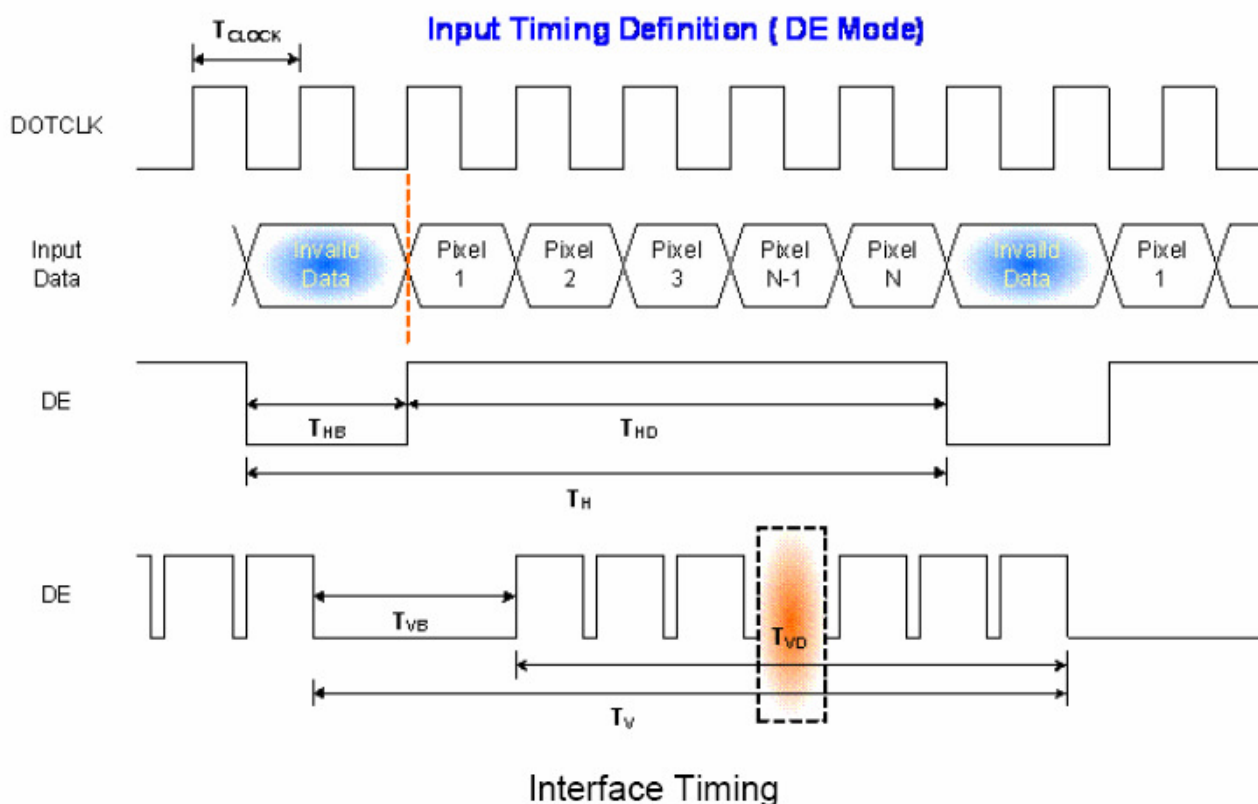 Input Timing Definition ( DE Mode)
TCLOCK
DOTCLK
Input
Data
Invaild
Data
Pixel
1
Pixel
2
Pixel
3
Pixel
N-1
Pixel
N
Invaild
Data
Pixel
1
DE
THB
THD
TH
DE
TVB
TVD
TV
Interface Timing